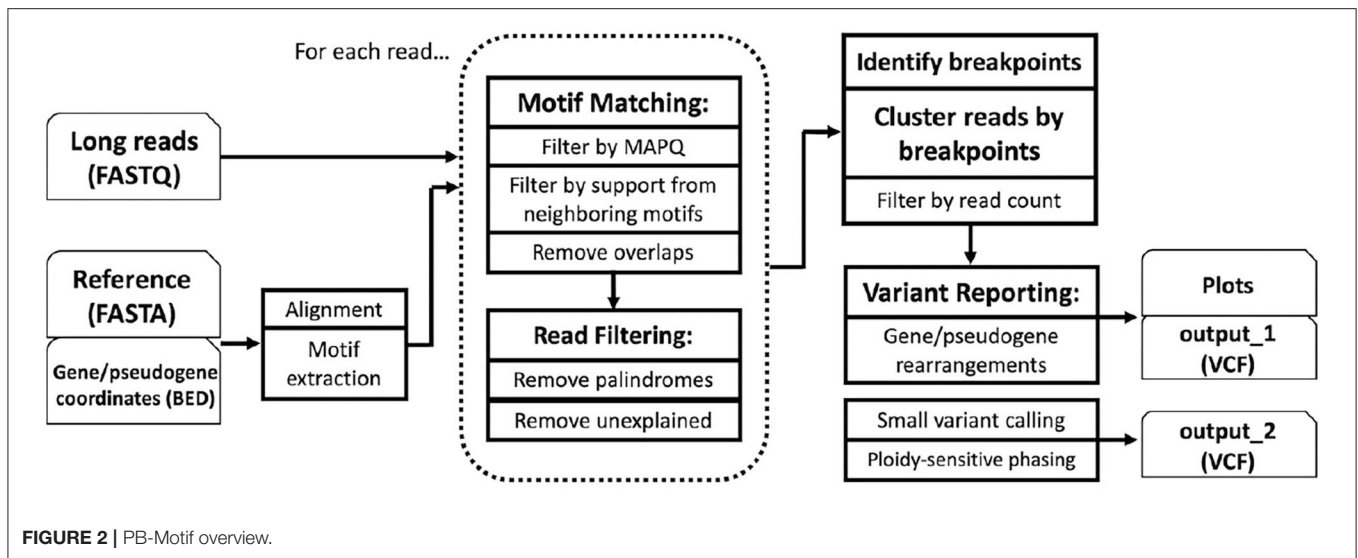 For each read...
Long reads
(FASTQ)
Reference
(FASTA)
Gene/pseudogene
coordinates (BED)
Alignment
Motif
extraction
Motif Matching:
Filter by MAPQ
Filter by support from
neighboring motifs
Remove overlaps
Read Filtering:
Remove palindromes
Remove unexplained
Identify breakpoints
Cluster reads by
breakpoints
Filter by read count
Variant Reporting:
Gene/pseudogene
rearrangements
Small variant calling
Ploidy-sensitive phasing
Plots
output_1
(VCF)
output_2
(VCF)
FIGURE 2 | PB-Motif overview.